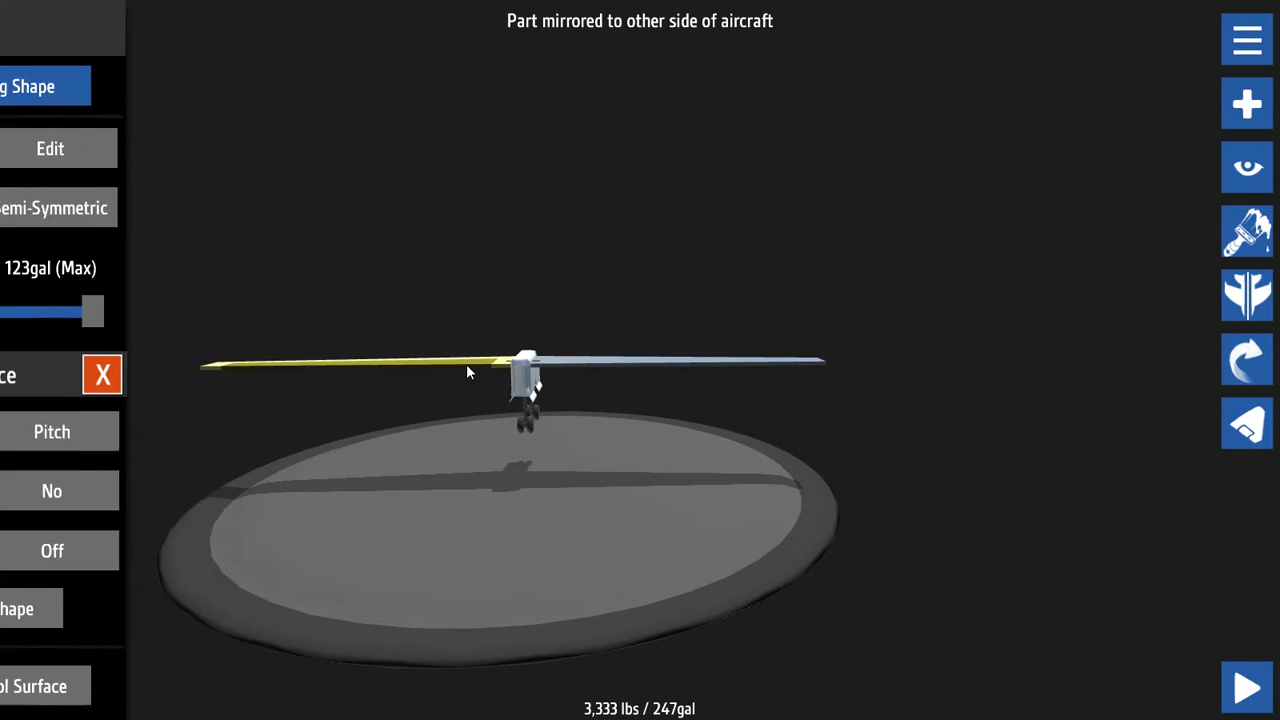 Part mirrored to other side of aircraft
g Shape
Edit
Semi-Symmetric
123gal (Max)
ce
X
Pitch
No
Off
hape
ol Surface
3,333 lbs / 247gal